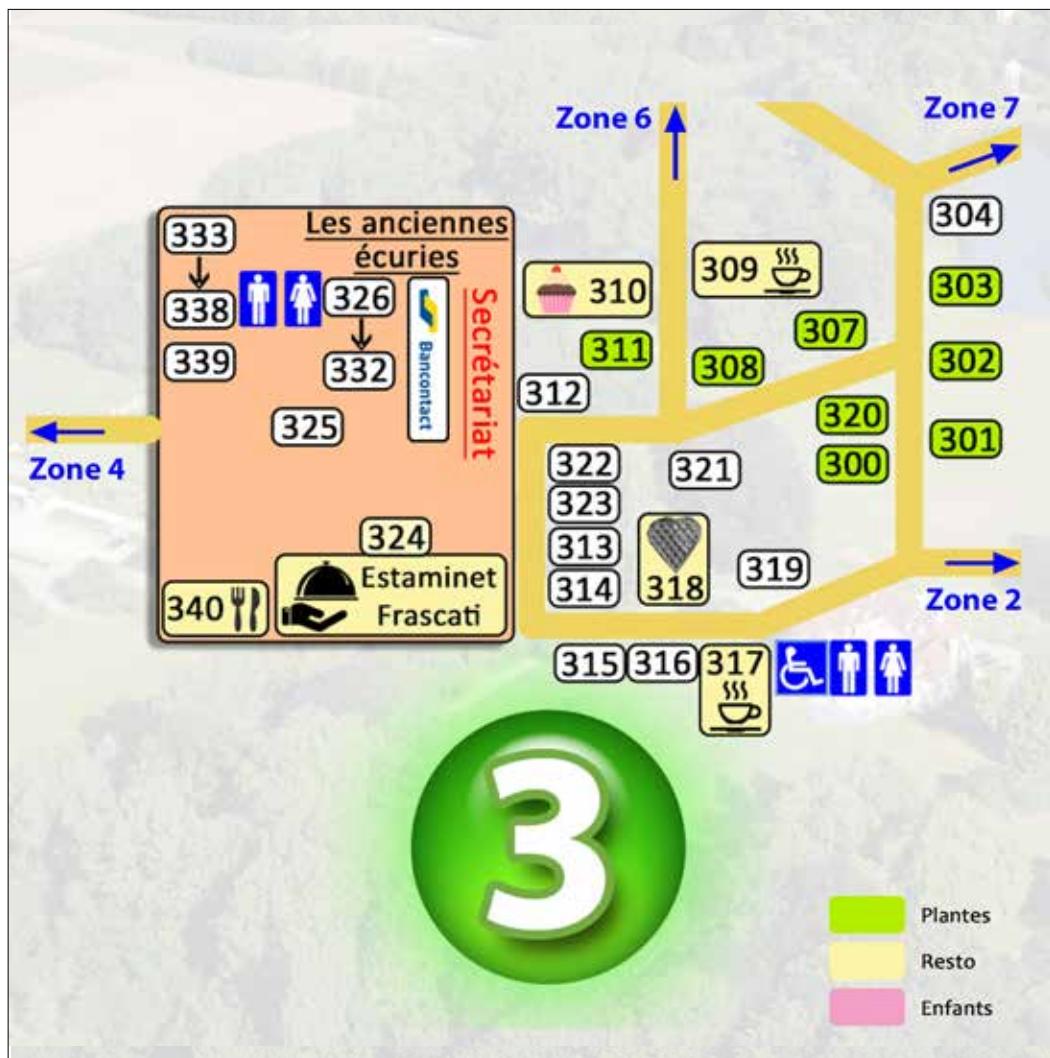 Zone 7
Zone 6
304
333
Les anciennes
écuries
309
303
338
326
Secrétariat
310
307
311
302
339
332
Bancontact
308
312
320
325
301
Zone 4
322
321
300
323
324
313
318
319
314
340
Estaminet
Frascati
Zone 2
315
316
317
3
Plantes
Resto
Enfants